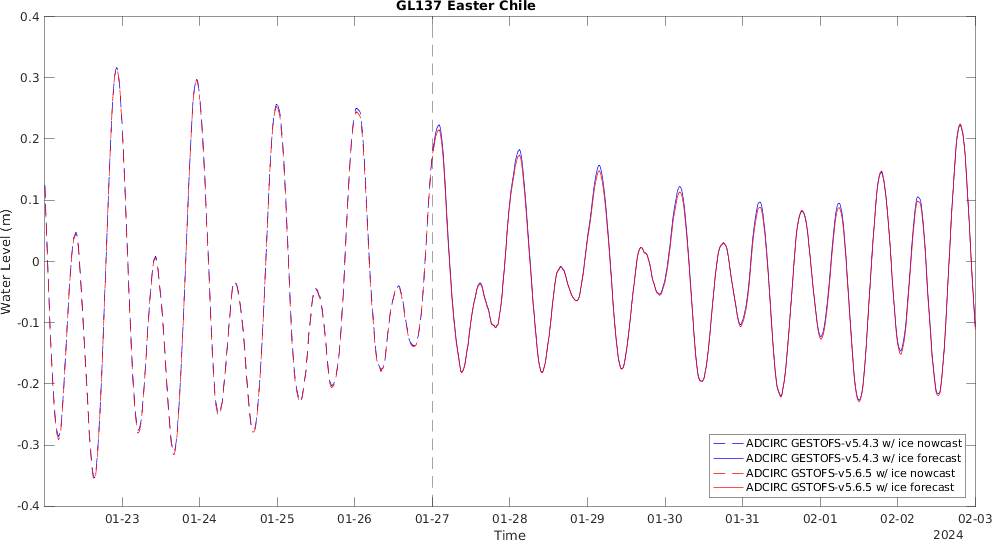 GL137 Easter Chile
0.4
0.3
0.2
0.1
0
-0.1
-0.2
-0.3
-0.4
Water Level (m)
ADCIRC GESTOFS-v5.4.3 w/ ice nowcast
ADCIRC GESTOFS-v5.4.3 w/ ice forecast
ADCIRC GSTOFS-v5.6.5 w/ ice nowcast
ADCIRC GSTOFS-v5.6.5 w/ ice forecast
01-23 01-24 01-25 01-26 01-27 01-28 01-29 01-30 01-31 02-01 02-02 02-03
Time
2024